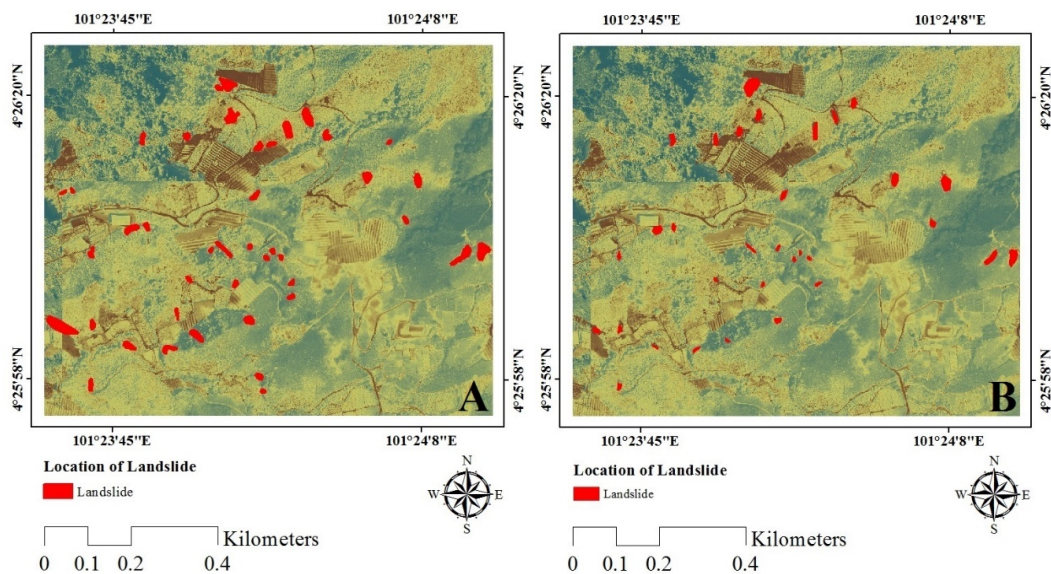 101°23'45"E 101°24'8"E
4°26'20"N 4°26'20"N
4°25'58"N 4°25'58"N
A
101°23'45"E 101°24'8"E
Location of Landslide
Landslide
N
W E
S
Kilometers
0 0.1 0.2 0.4
101°23'45"E 101°24'8"E
4°26'20"N 4°26'20"N
4°25'58"N 4°25'58"N
B
101°23'45"E 101°24'8"E
Location of Landslide
Landslide
N
W E
S
Kilometers
0 0.1 0.2 0.4